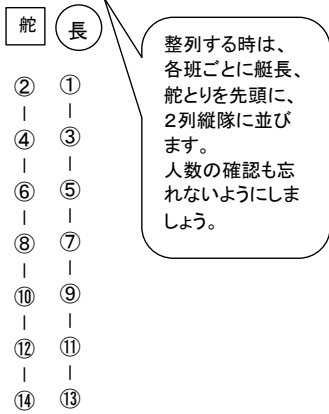 舵 長
整列する時は、
各班ごとに艇長、
舵とりを先頭に、
2列縦隊に並び
ます。
人数の確認も忘
れないようにしま
しょう。
② ①
④ ③
⑥ ⑤
⑧ ⑦
⑩ ⑨
⑫ ⑪
⑭ ⑬